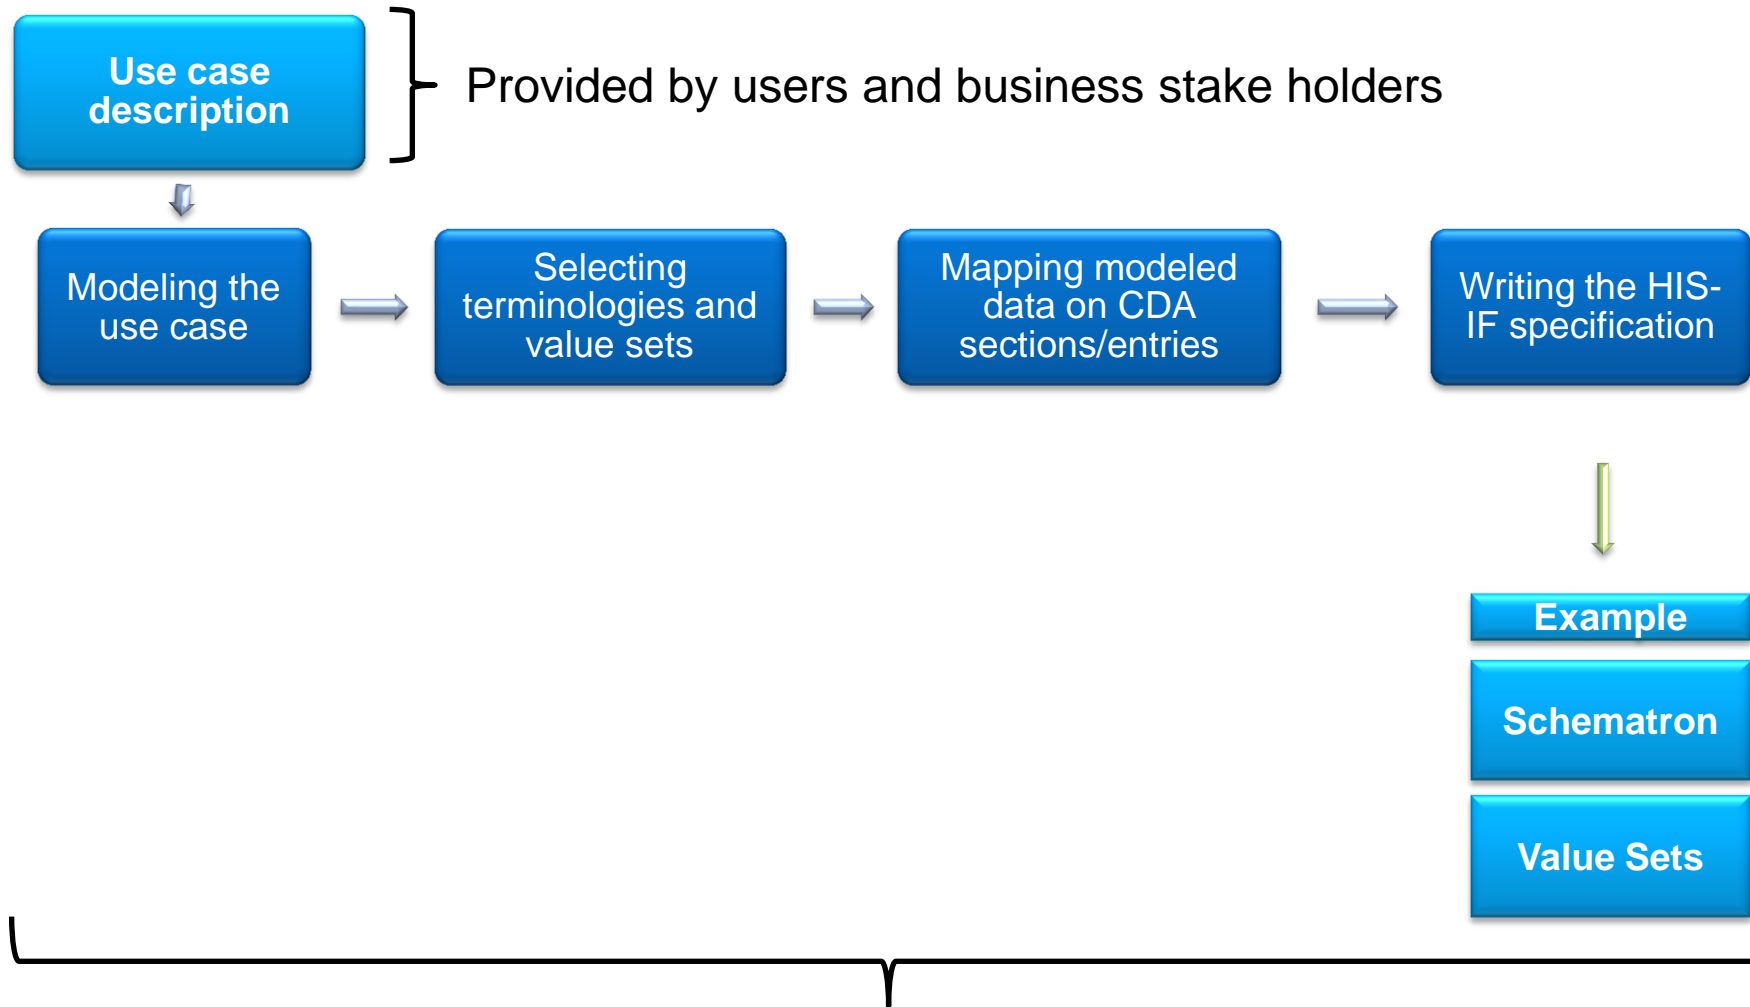 Use case
description
Provided by users and business stake holders
Modeling the
use case
Selecting
terminologies and
value sets
Mapping modeled
data on CDA
sections/entries
Writing the HIS-
IF specification
Example
Schematron
Value Sets